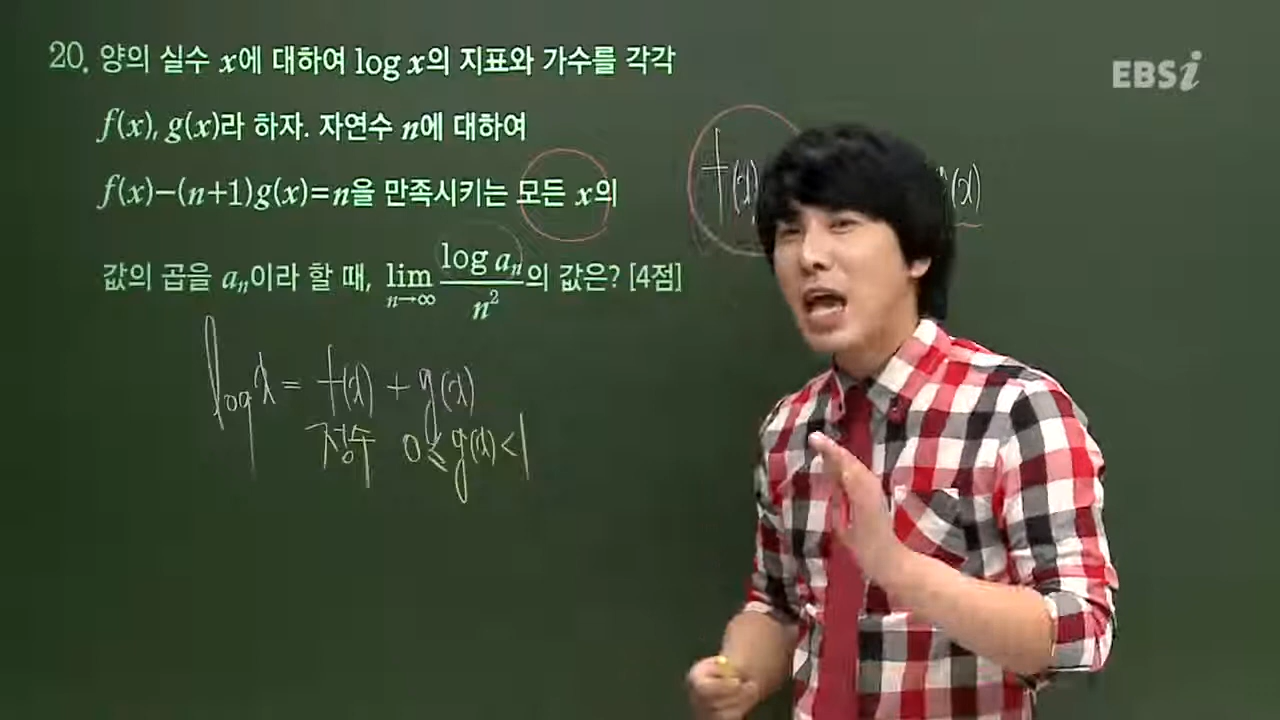 20. 양의 실수 x에 대하여 log x의 지표와 가수를 각각
EBSi
f(x), g(x)라 하자. 자연수 n에 대하여
f(x)−(n+1)g(x)=n을 만족시키는 모든 x의
f(x) (x)
값의 곱을 aₙ이라 할 때, lim n→∞ log aₙ / n² 의 값은? [4점]
log x = f(x) + g(x)
정수 0≤g(x)<1